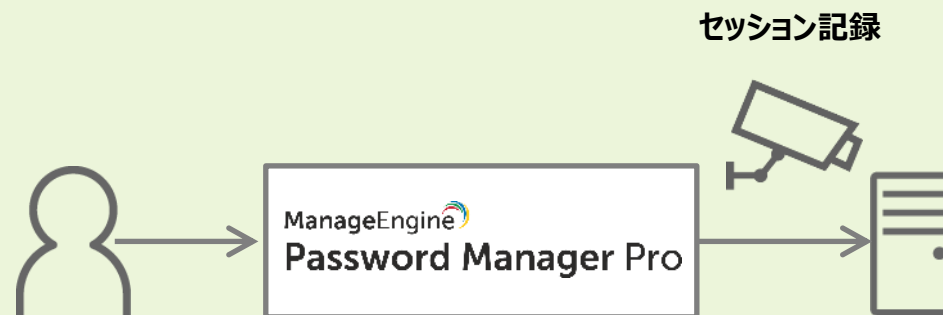 セッション記録
ManageEngine
Password Manager Pro